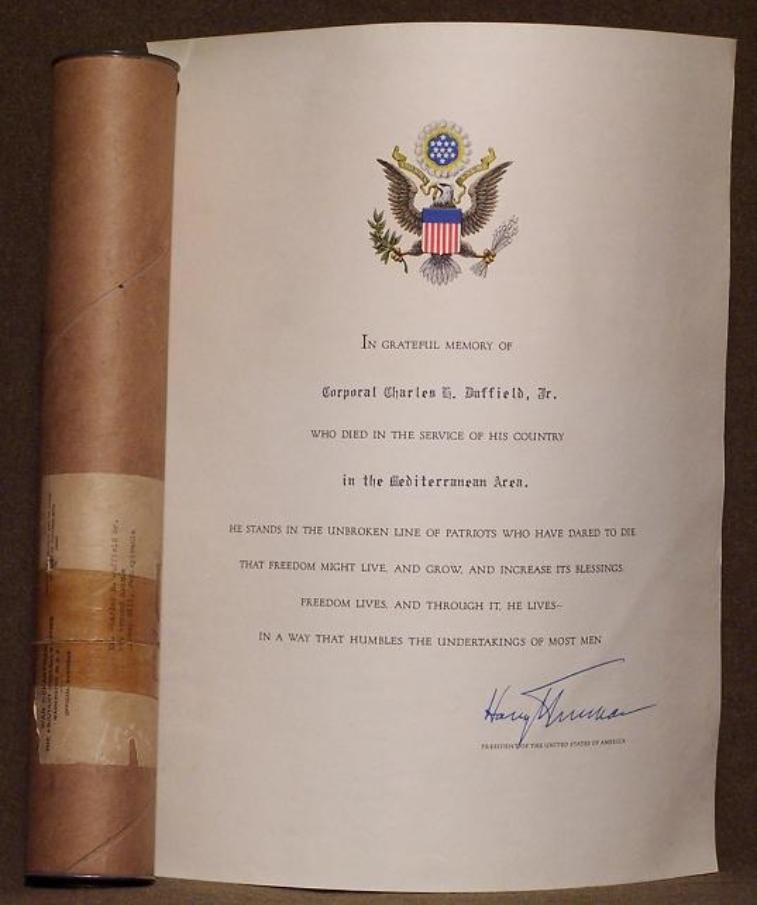 In grateful memory of
Corporal Charles H. Duffield, Jr.
WHO DIED IN THE SERVICE OF HIS COUNTRY
in the Mediterranean Area.
HE STANDS IN THE UNBROKEN LINE OF PATRIOTS WHO HAVE DARED TO DIE
THAT FREEDOM MIGHT LIVE, AND GROW, AND INCREASE ITS BLESSINGS.
FREEDOM LIVES, AND THROUGH IT, HE LIVES–
IN A WAY THAT HUMBLES THE UNDERTAKINGS OF MOST MEN
Harry Truman
PRESIDENT OF THE UNITED STATES OF AMERICA